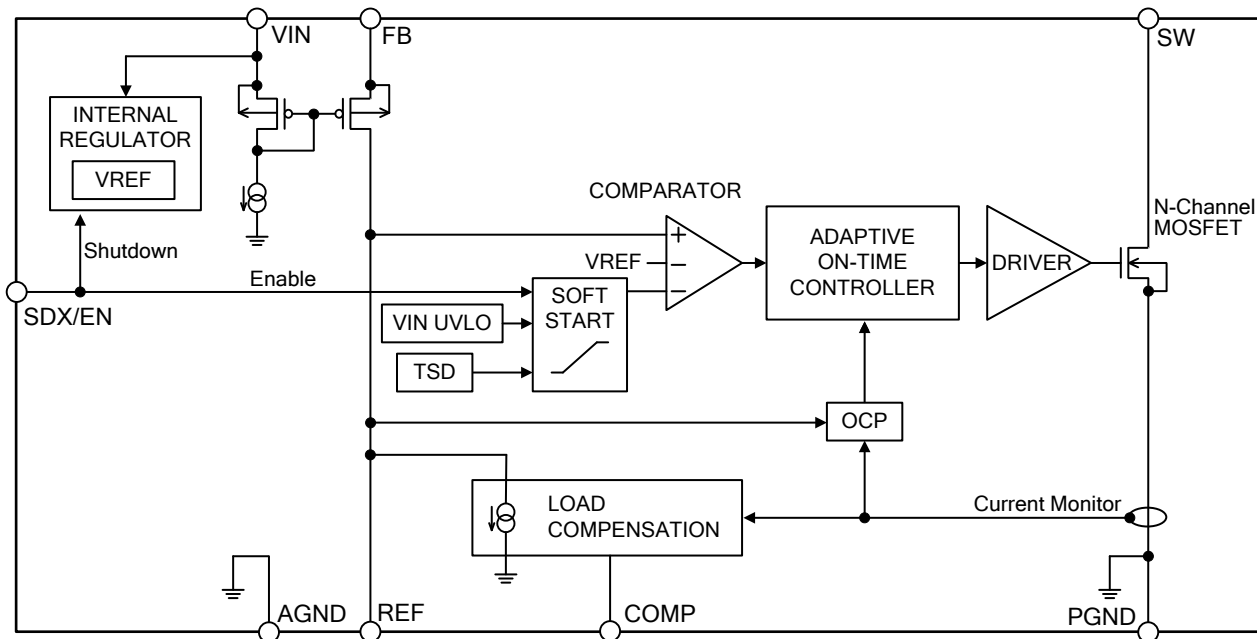 VIN
FB
SW
INTERNAL
REGULATOR
VREF
COMPARATOR
N-Channel
MOSFET
Shutdown
+
VREF
−
−
ADAPTIVE
ON-TIME
CONTROLLER
DRIVER
Enable
SDX/EN
SOFT
START
VIN UVLO
TSD
OCP
LOAD
COMPENSATION
Current Monitor
AGND
REF
COMP
PGND